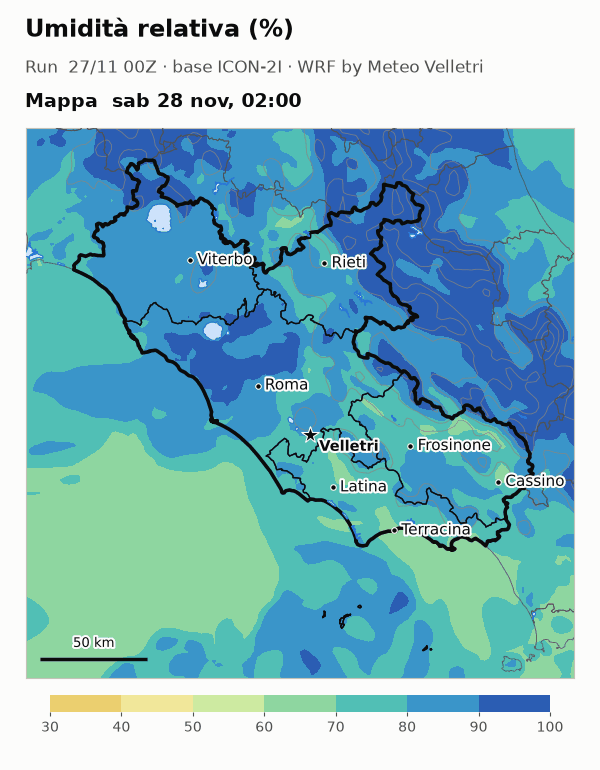 Umidità relativa (%)
Run  27/11 00Z · base ICON-2I · WRF by Meteo Velletri
Mappa  sab 28 nov, 02:00
Viterbo
Rieti
Roma
Velletri
Frosinone
Cassino
Latina
Terracina
50 km
30 40 50 60 70 80 90 100